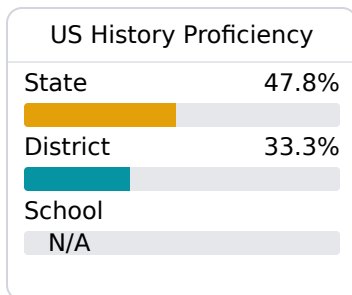 US History Proficiency
State 47.8%
District 33.3%
School
N/A